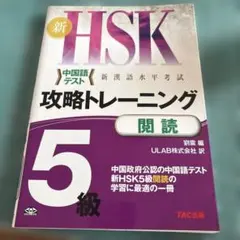 新 HSK
中国語
テスト
新漢語水平考試
攻略トレーニング
閲読
劉雲 編
ULAB株式会社 訳
5級
中国政府公認の中国語テスト
新HSK5級閲読の
学習に最適の一冊
TAC出版